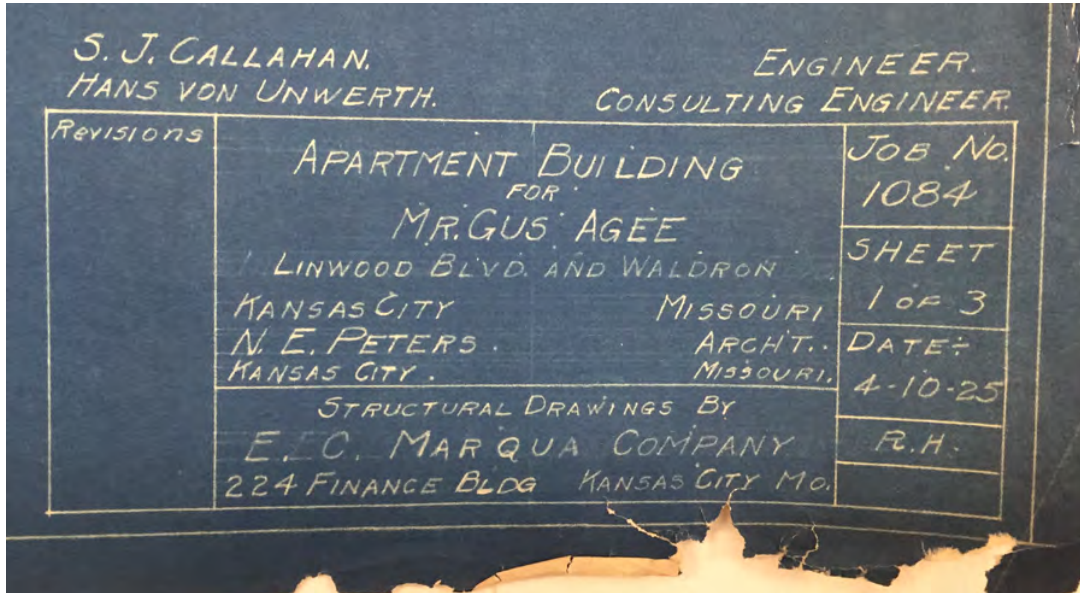 S. J. CALLAHAN. ENGINEER.
HANS VON UNWERTH. CONSULTING ENGINEER.
Revisions
APARTMENT BUILDING
FOR
MR. GUS AGEE
LINWOOD BLVD. AND WALDRON
KANSAS CITY MISSOURI
N. E. PETERS. ARCHT.
KANSAS CITY. MISSOURI.
STRUCTURAL DRAWINGS BY
E. C. MARQUA COMPANY
224 FINANCE BLDG KANSAS CITY MO.
JOB NO.
1084
SHEET
1 OF 3
DATE:
4-10-25
R.H.